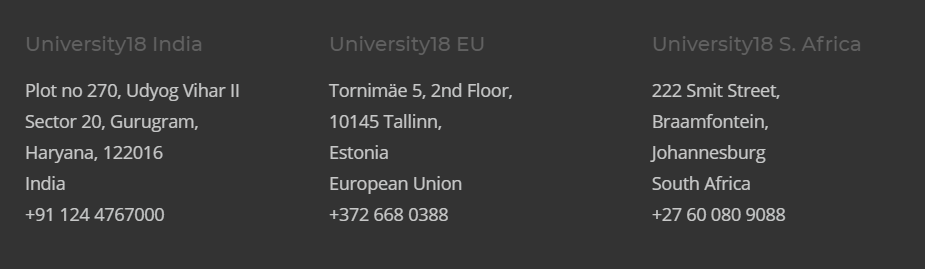 University18 India
Plot no 270, Udyog Vihar II
Sector 20, Gurugram,
Haryana, 122016
India
+91 124 4767000
University18 EU
Tornimäe 5, 2nd Floor,
10145 Tallinn,
Estonia
European Union
+372 668 0388
University18 S. Africa
222 Smit Street,
Braamfontein,
Johannesburg
South Africa
+27 60 080 9088